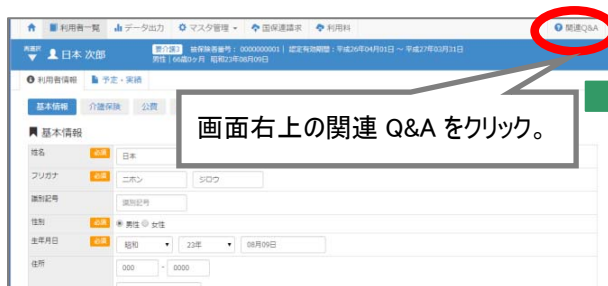 利用者一覧 データ出力 マスタ管理 国保連請求 利用料 関連Q&A
再選択 日本 次郎 要介護3 被保険者番号: 0000000001 | 認定有効期間:平成26年04月01日 ~ 平成27年03月31日
男性 | 66歳0ヶ月 昭和23年08月09日
利用者情報 予定・実績
基本情報 介護保険 公費
画面右上の関連 Q&A をクリック。
基本情報
姓名 必須 日本
フリガナ 必須 ニホン ジロウ
識別記号 識別記号
性別 必須 男性 女性
生年月日 必須 昭和 23年 08月09日
住所 000 - 0000